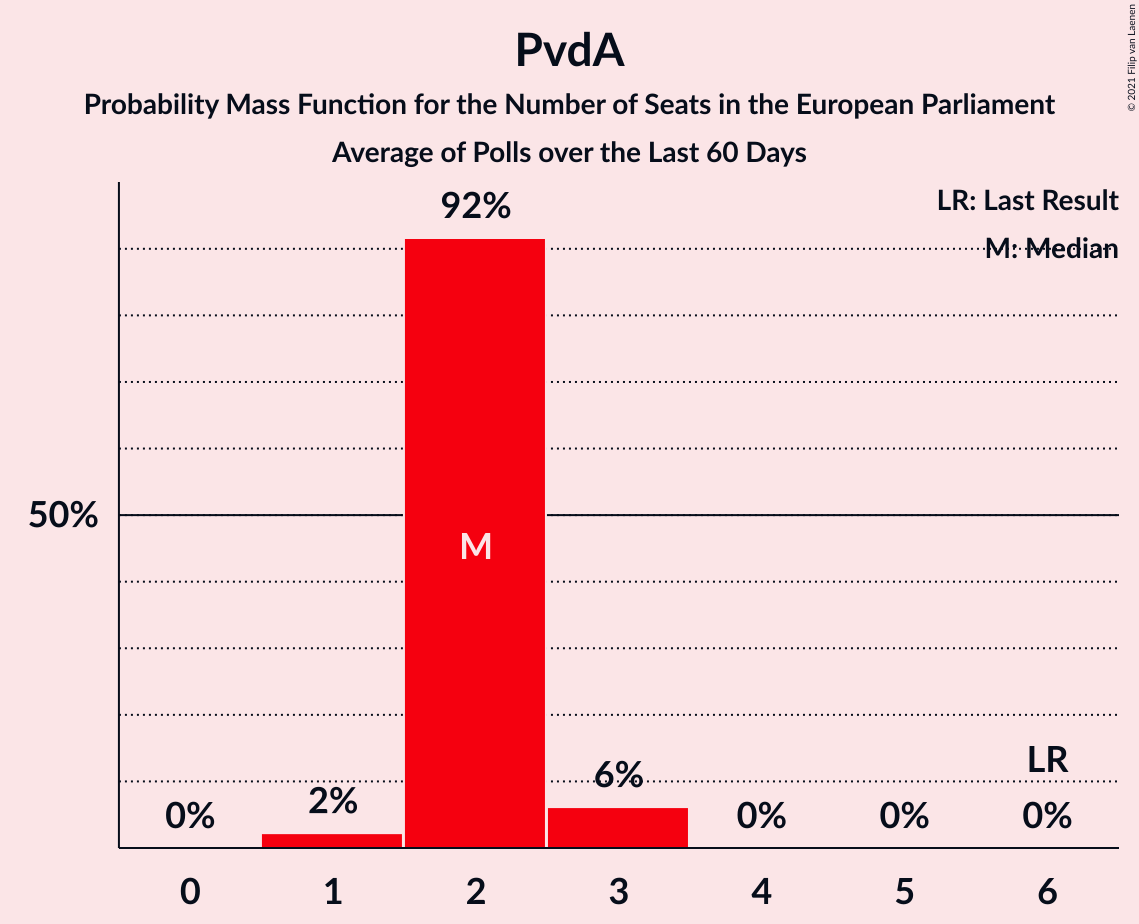 PvdA
Probability Mass Function for the Number of Seats in the European Parliament
Average of Polls over the Last 60 Days
© 2021 Filip van Laenen
LR: Last Result
M: Median
92%
50%
M
LR
0%
2%
6%
0%
0%
0%
0
1
2
3
4
5
6